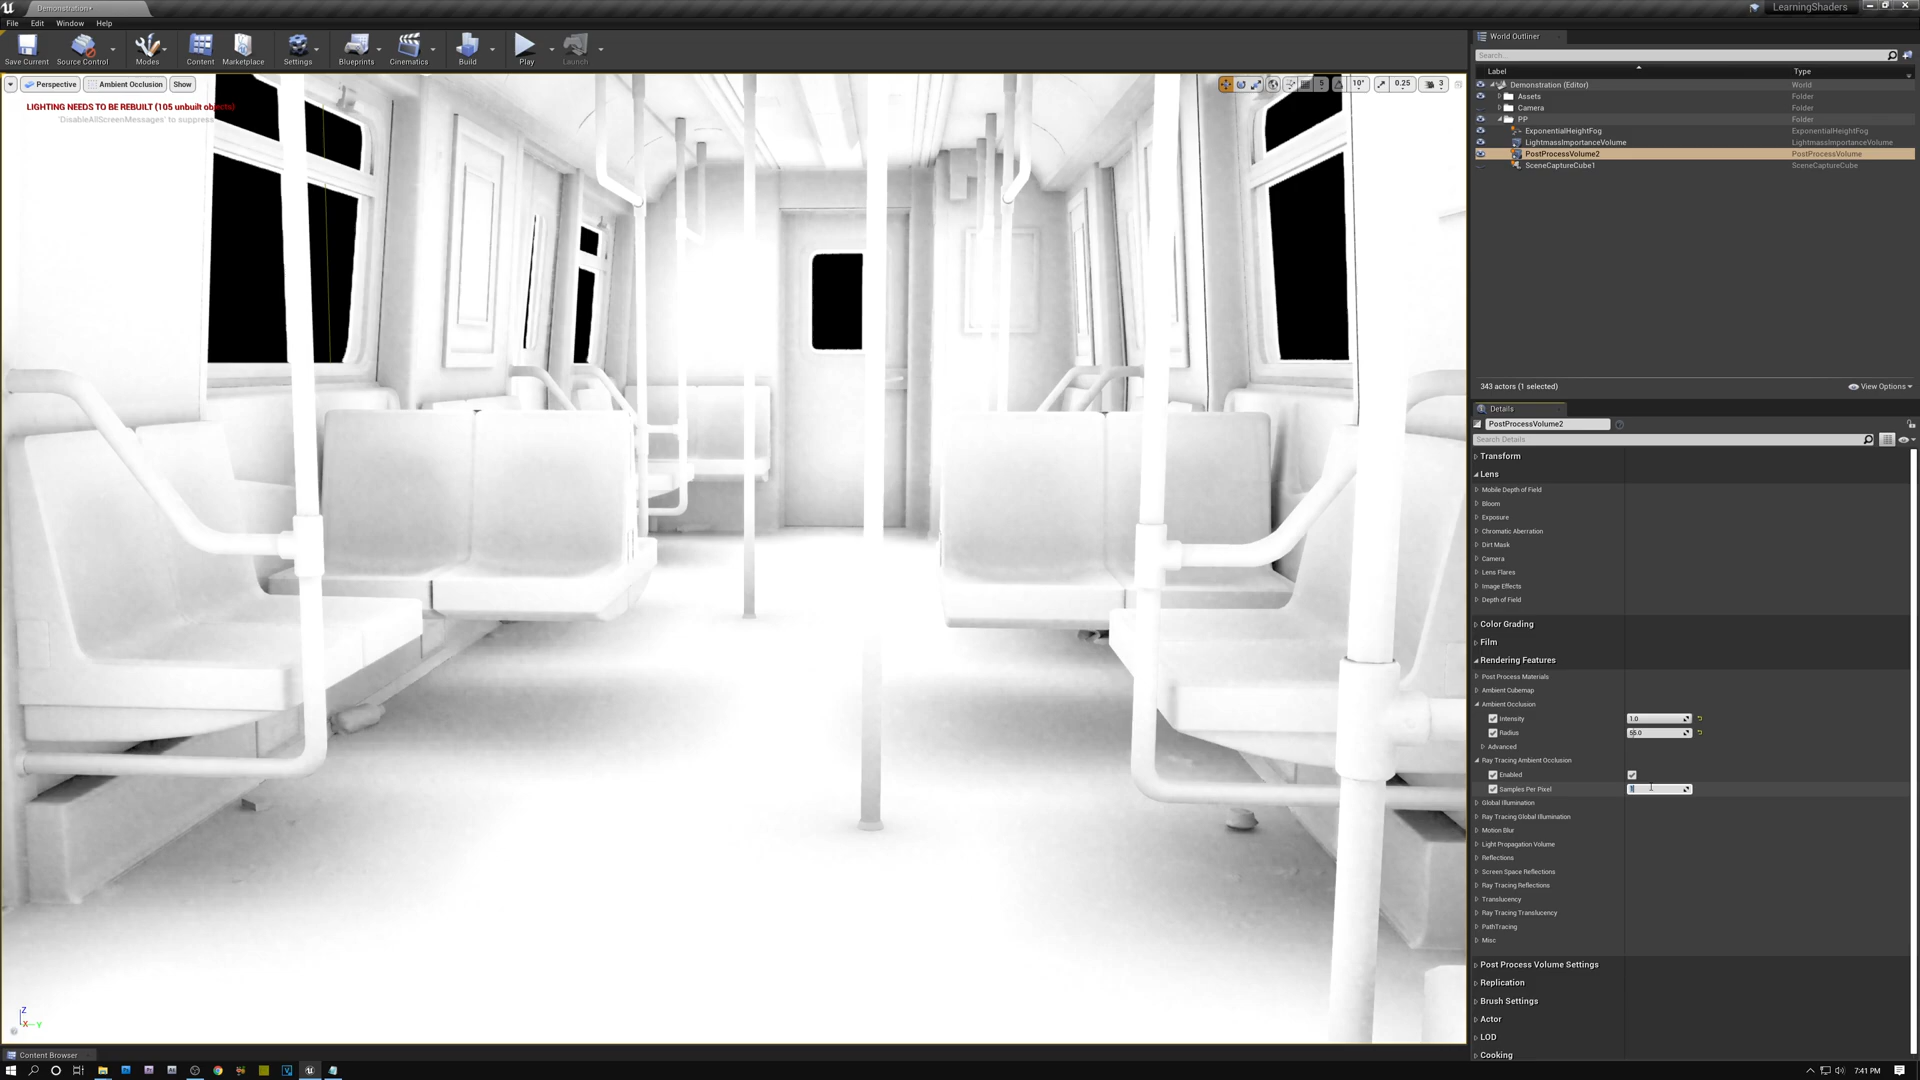 Demonstration*
LearningShaders
File Edit Window Help
Save Current
Source Control
Modes
Content
Marketplace
Settings
Blueprints
Cinematics
Build
Play
Launch
Perspective
Ambient Occlusion
Show
5
10°
0.25
3
LIGHTING NEEDS TO BE REBUILT (105 unbuilt objects)
'DisableAllScreenMessages' to suppress
Z
X
Y
World Outliner
Search...
Label Type
Demonstration (Editor) World
Assets Folder
Camera Folder
PP Folder
ExponentialHeightFog ExponentialHeightFog
LightmassImportanceVolume LightmassImportanceVolume
PostProcessVolume2 PostProcessVolume
SceneCaptureCube1 SceneCaptureCube
343 actors (1 selected)
View Options
Details
PostProcessVolume2
Search Details
Transform
Lens
Mobile Depth of Field
Bloom
Exposure
Chromatic Aberration
Dirt Mask
Camera
Lens Flares
Image Effects
Depth of Field
Color Grading
Film
Rendering Features
Post Process Materials
Ambient Cubemap
Ambient Occlusion
Intensity 1.0
Radius
Advanced
Ray Tracing Ambient Occlusion
Enabled
Samples Per Pixel
Global Illumination
Ray Tracing Global Illumination
Motion Blur
Light Propagation Volume
Reflections
Screen Space Reflections
Ray Tracing Reflections
Translucency
Ray Tracing Translucency
PathTracing
Misc
Post Process Volume Settings
Replication
Brush Settings
Actor
LOD
Cooking
Content Browser
7:41 PM